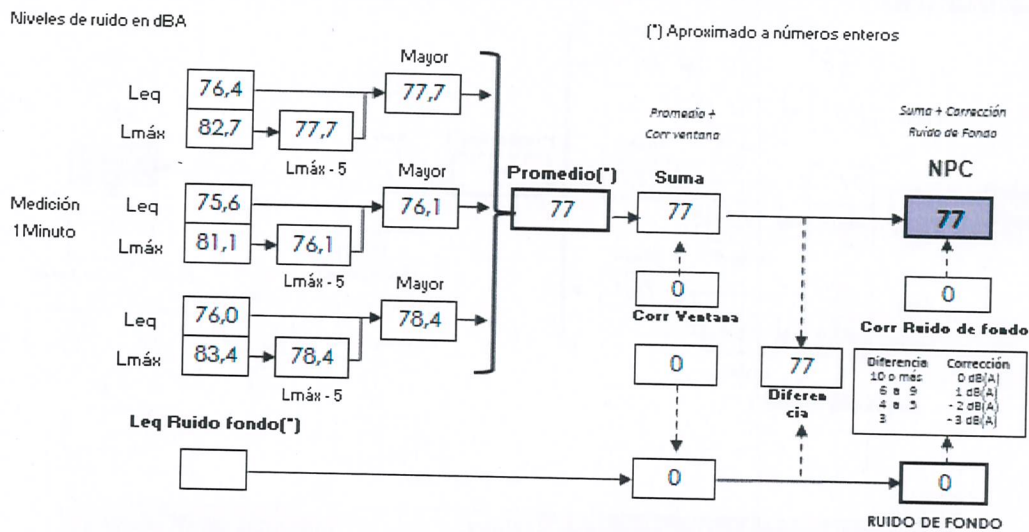 Niveles de ruido en dBA
(*) Aproximado a números enteros
Mayor
Leq 76,4 77,7
Lmáx 82,7 77,7
Lmáx - 5
Promedio +
Corr ventana
Suma + Corrección
Ruido de Fondo
NPC
Medición
1 Minuto
Mayor
Leq 75,6 76,1
Lmáx 81,1 76,1
Lmáx - 5
Promedio(*)
77
Suma
77
77
0
Corr Ventana
0
Corr Ruido de fondo
Mayor
Leq 76,0 78,4
Lmáx 83,4 78,4
Lmáx - 5
0
77
Diferen
cia
Diferencia Corrección
10 o más 0 dB(A)
6 a 9 1 dB(A)
4 a 5 - 2 dB(A)
3 - 3 dB(A)
Leq Ruido fondo(*)
0
0
RUIDO DE FONDO